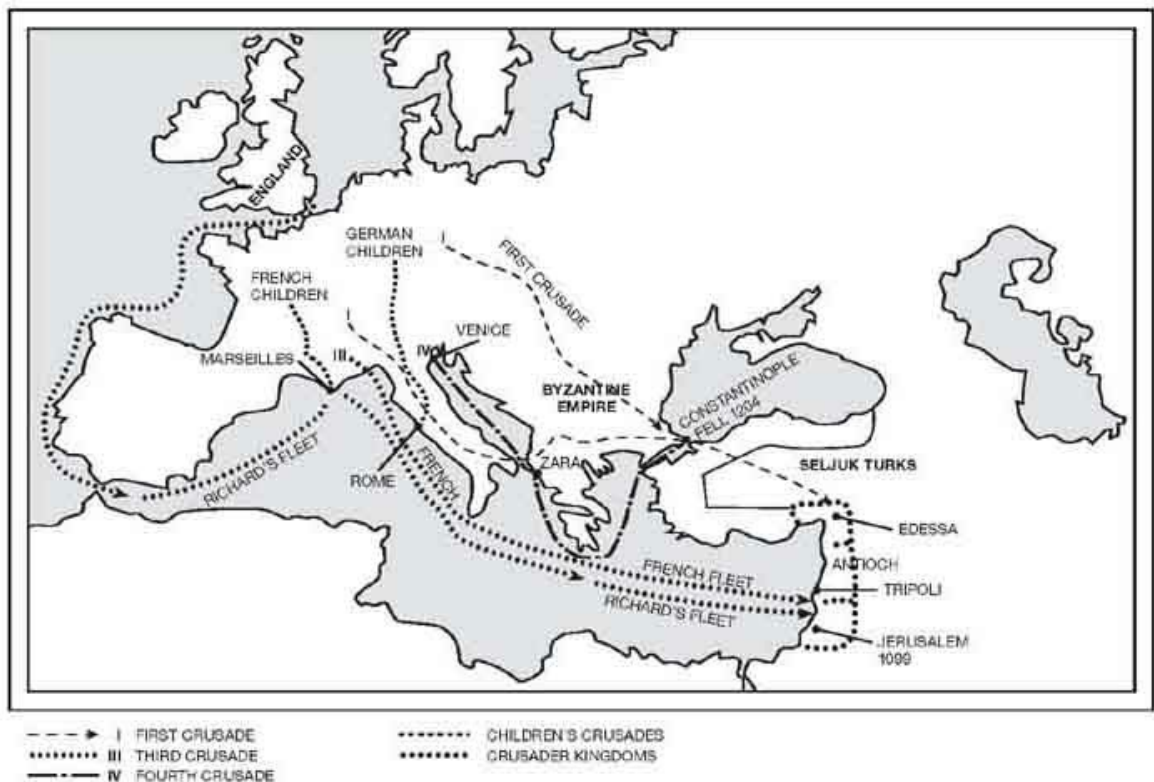 ENGLAND
GERMAN
CHILDREN
I
FIRST CRUSADE
FRENCH
CHILDREN
I
VENICE
IV
MARSEILLES
III
BYZANTINE
EMPIRE
CONSTANTINOPLE
FELL 1204
ZARA
SELJUK TURKS
RICHARD'S FLEET
ROME
FRENCH
EDESSA
ANTIOCH
FRENCH FLEET
TRIPOLI
RICHARD'S FLEET
JERUSALEM
1099
I FIRST CRUSADE
III THIRD CRUSADE
IV FOURTH CRUSADE
CHILDREN'S CRUSADES
CRUSADER KINGDOMS